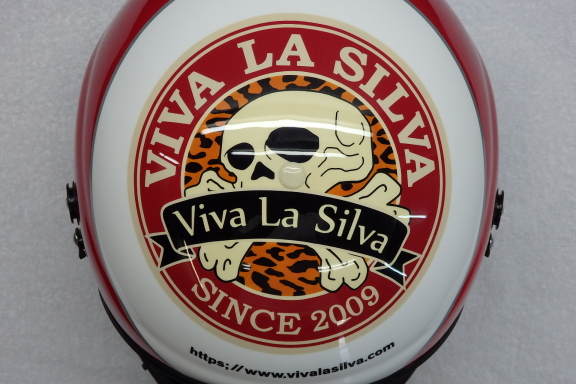 VIVA LA SILVA
Viva La Silva
SINCE 2009
https://www.vivalasilva.com